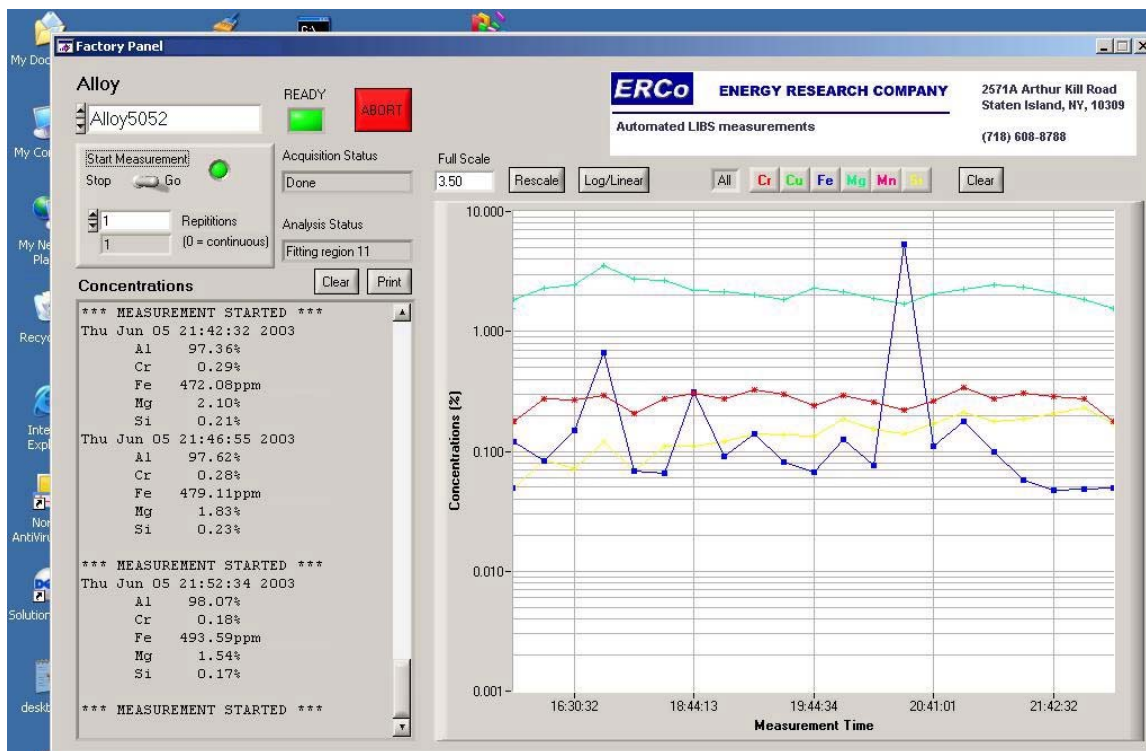 My Doc
Factory Panel
Alloy
Alloy5052
READY
ABORT
ERCo ENERGY RESEARCH COMPANY
Automated LIBS measurements
2571A Arthur Kill Road
Staten Island, NY, 10309
(718) 608-8788
My Co
Start Measurement
Stop Go
1 Repititions
1 (0 = continuous)
Acquisition Status
Done
Analysis Status
Fitting region 11
Full Scale
3.50 Rescale Log/Linear All Cr Cu Fe Mg Mn Clear
My Ne
Pla
Recy
Inte
Expl
Nor
AntiViru
Solution
deskt
Concentrations Clear Print
*** MEASUREMENT STARTED ***
Thu Jun 05 21:42:32 2003
Al 97.36%
Cr 0.29%
Fe 472.08ppm
Mg 2.10%
Si 0.21%
Thu Jun 05 21:46:55 2003
Al 97.62%
Cr 0.28%
Fe 479.11ppm
Mg 1.83%
Si 0.23%
*** MEASUREMENT STARTED ***
Thu Jun 05 21:52:34 2003
Al 98.07%
Cr 0.18%
Fe 493.59ppm
Mg 1.54%
Si 0.17%
*** MEASUREMENT STARTED ***
Concentrations (%)
10.000
1.000
0.100
0.010
0.001
16:30:32 18:44:13 19:44:34 20:41:01 21:42:32
Measurement Time